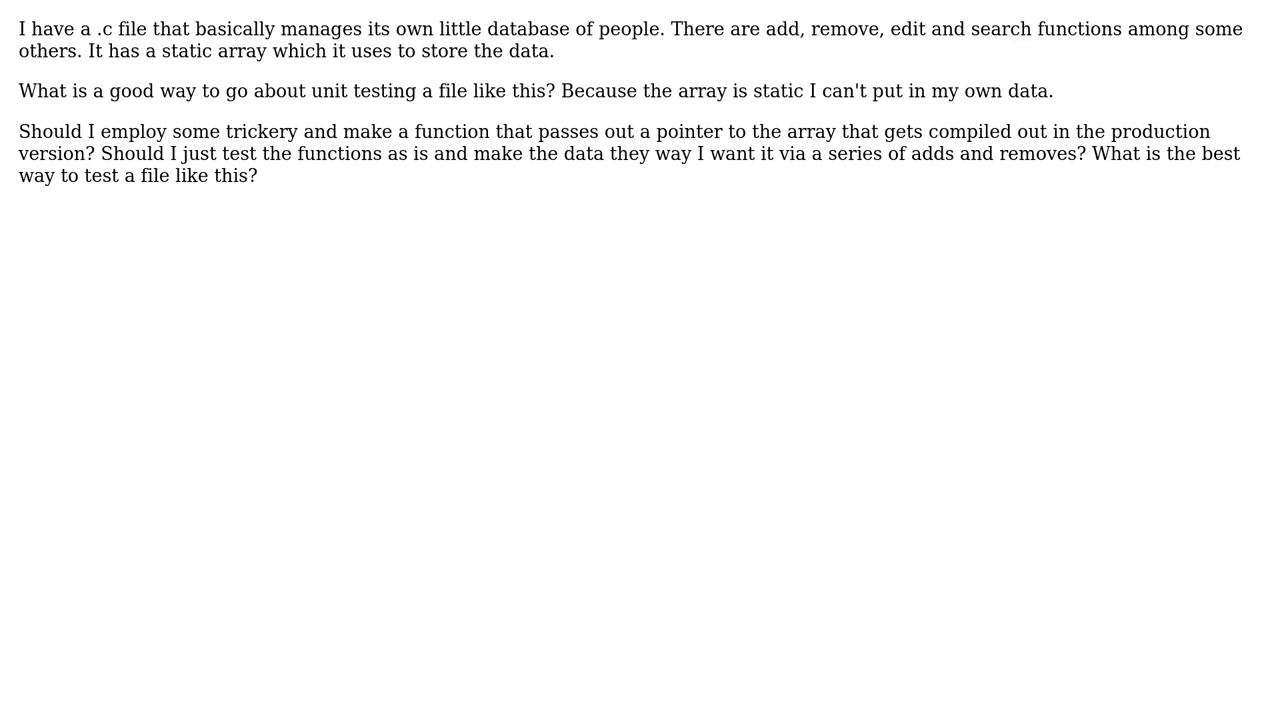 I have a .c file that basically manages its own little database of people. There are add, remove, edit and search functions among some
others. It has a static array which it uses to store the data.
What is a good way to go about unit testing a file like this? Because the array is static I can't put in my own data.
Should I employ some trickery and make a function that passes out a pointer to the array that gets compiled out in the production
version? Should I just test the functions as is and make the data they way I want it via a series of adds and removes? What is the best
way to test a file like this?